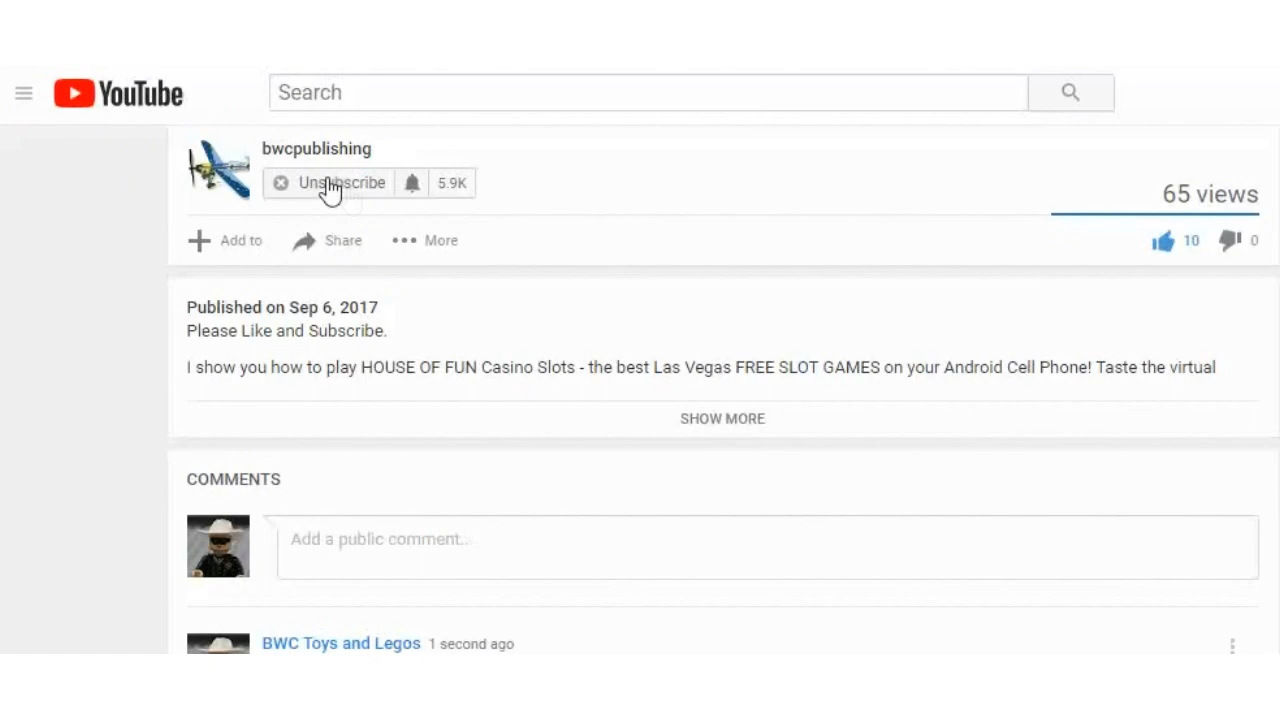 YouTube
Search
bwcpublishing
Unsubscribe 5.9K
65 views
Add to Share More 10 0
Published on Sep 6, 2017
Please Like and Subscribe.
I show you how to play HOUSE OF FUN Casino Slots - the best Las Vegas FREE SLOT GAMES on your Android Cell Phone! Taste the virtual
SHOW MORE
COMMENTS
Add a public comment...
BWC Toys and Legos 1 second ago